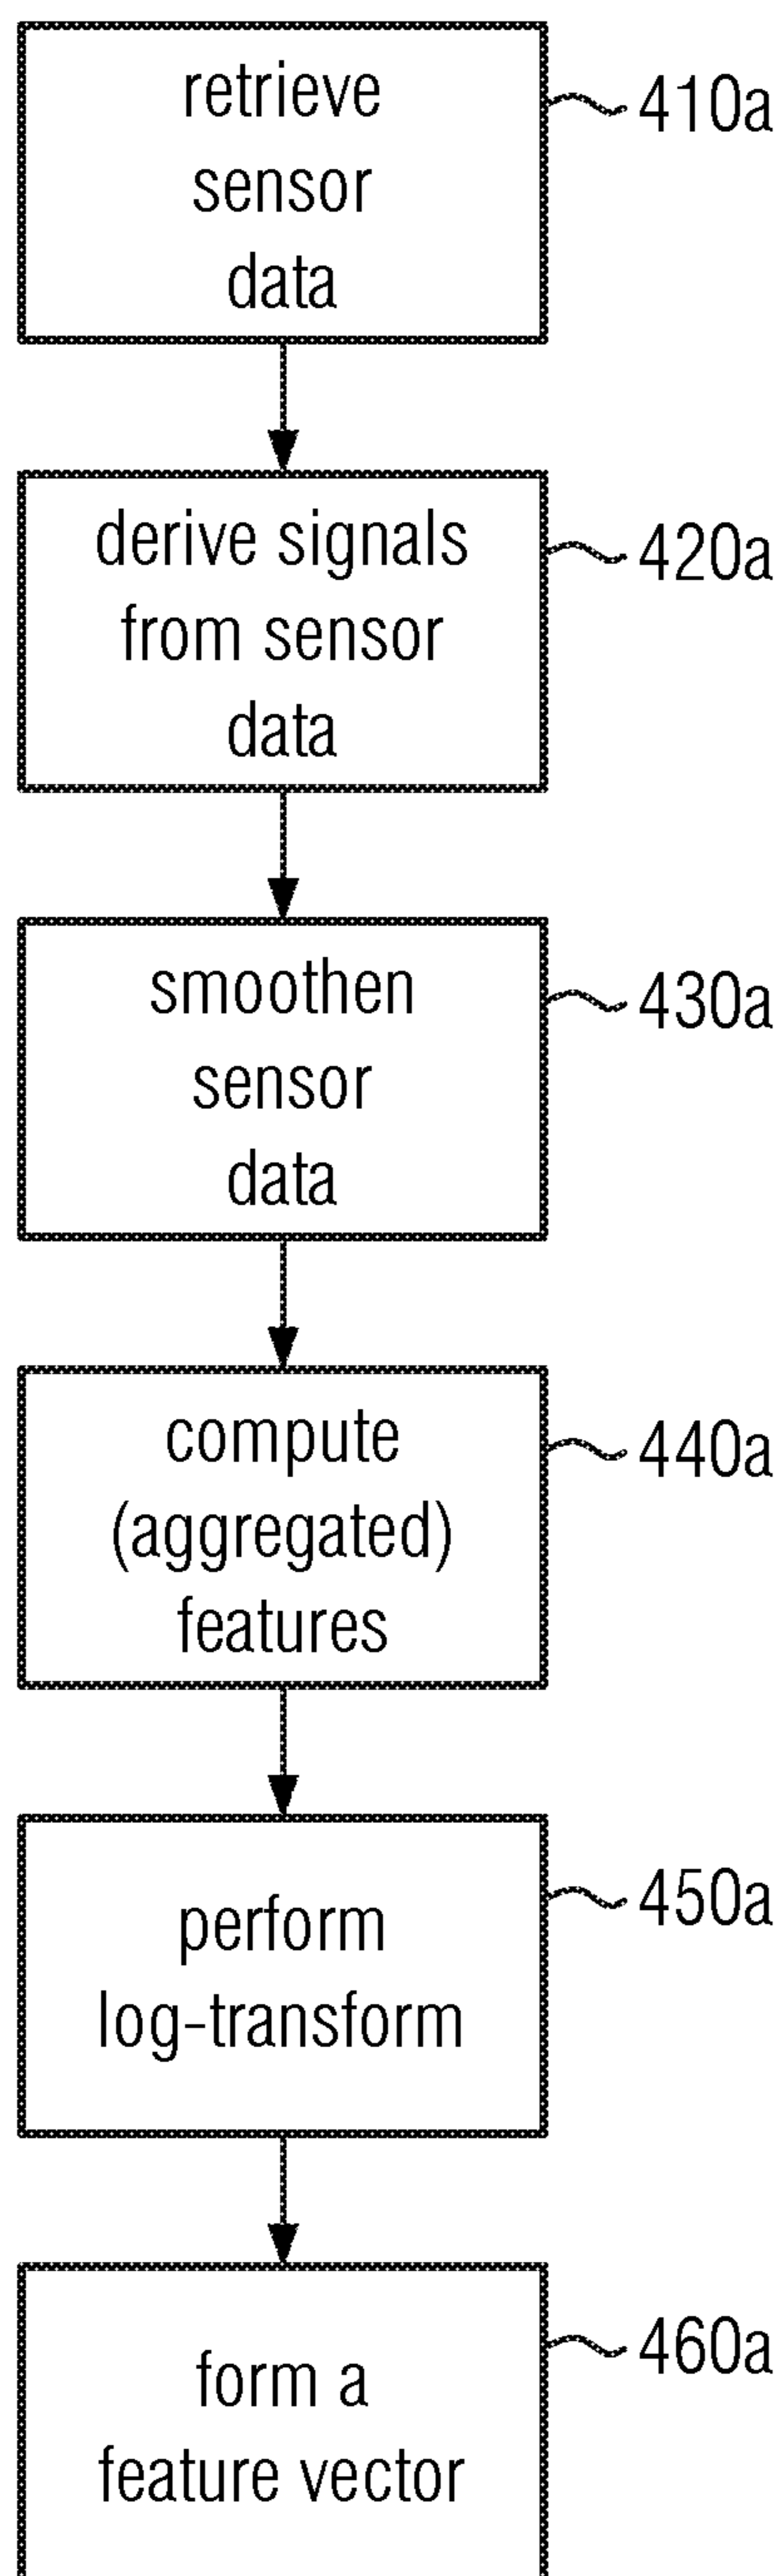 retrieve
sensor
data
410a
derive signals
from sensor
data
420a
smoothen
sensor
data
430a
compute
(aggregated)
features
440a
perform
log-transform
450a
form a
feature vector
460a